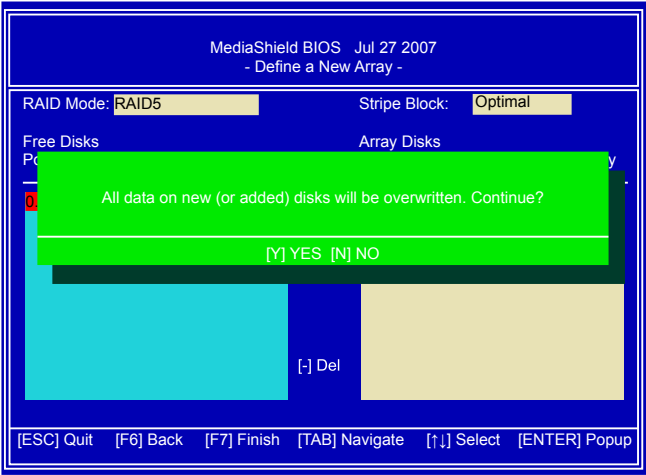 MediaShield BIOS   Jul 27 2007
- Define a New Array -
RAID Mode: RAID5   Stripe Block: Optimal
Free Disks   Array Disks
All data on new (or added) disks will be overwritten. Continue?
[Y] YES  [N] NO
[-] Del
[ESC] Quit   [F6] Back   [F7] Finish   [TAB] Navigate   [↑↓] Select   [ENTER] Popup